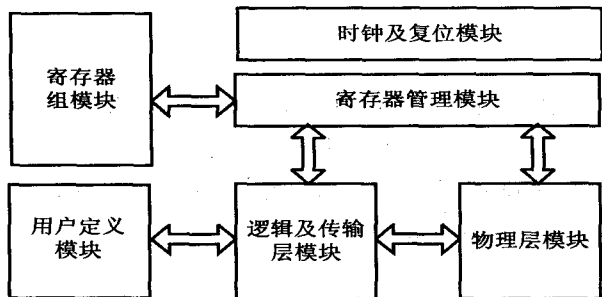 时钟及复位模块
寄存器
组模块
寄存器管理模块
用户定义
模块
逻辑及传输
层模块
物理层模块